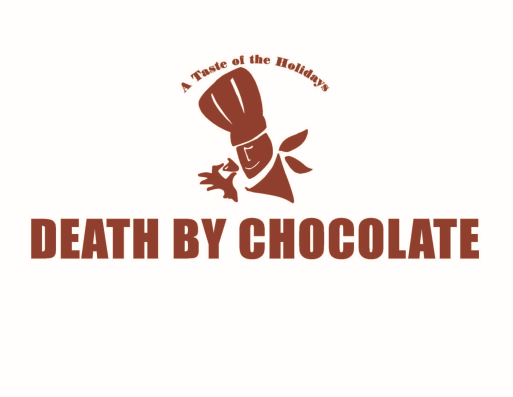 A Taste of the Holidays
DEATH BY CHOCOLATE